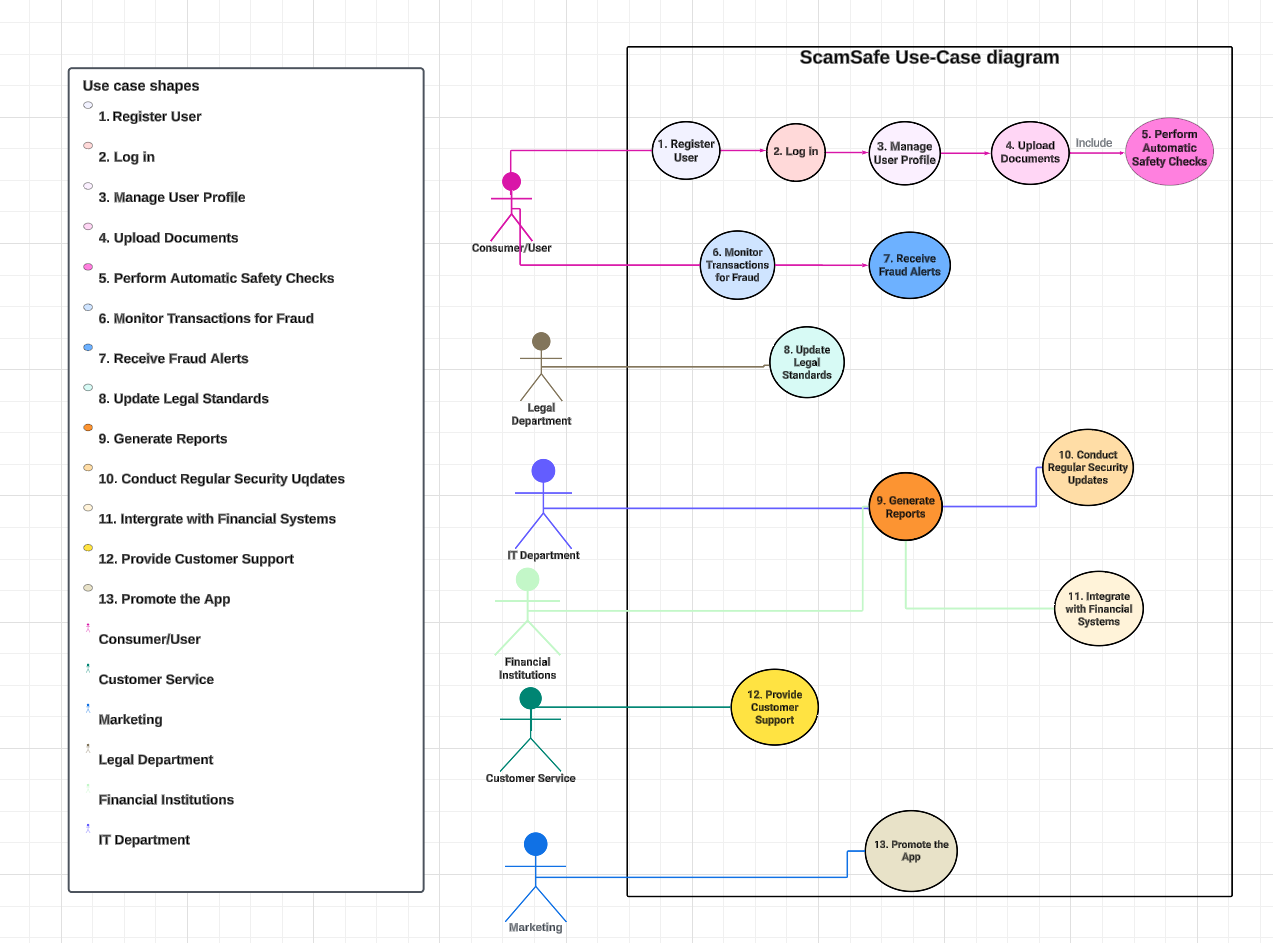 Use case shapes
1. Register User
2. Log in
3. Manage User Profile
4. Upload Documents
5. Perform Automatic Safety Checks
6. Monitor Transactions for Fraud
7. Receive Fraud Alerts
8. Update Legal Standards
9. Generate Reports
10. Conduct Regular Security Uqdates
11. Intergrate with Financial Systems
12. Provide Customer Support
13. Promote the App
Consumer/User
Customer Service
Marketing
Legal Department
Financial Institutions
IT Department
ScamSafe Use-Case diagram
1. Register
User
2. Log in
3. Manage
User Profile
4. Upload
Documents
Include
5. Perform
Automatic
Safety Checks
Consumer/User
6. Monitor
Transactions
for Fraud
7. Receive
Fraud Alerts
8. Update
Legal
Standards
Legal
Department
10. Conduct
Regular Security
Uqdates
9. Generate
Reports
IT Department
11. Integrate
with Financial
Systems
Financial
Institutions
12. Provide
Customer
Support
Customer Service
13. Promote the
App
Marketing